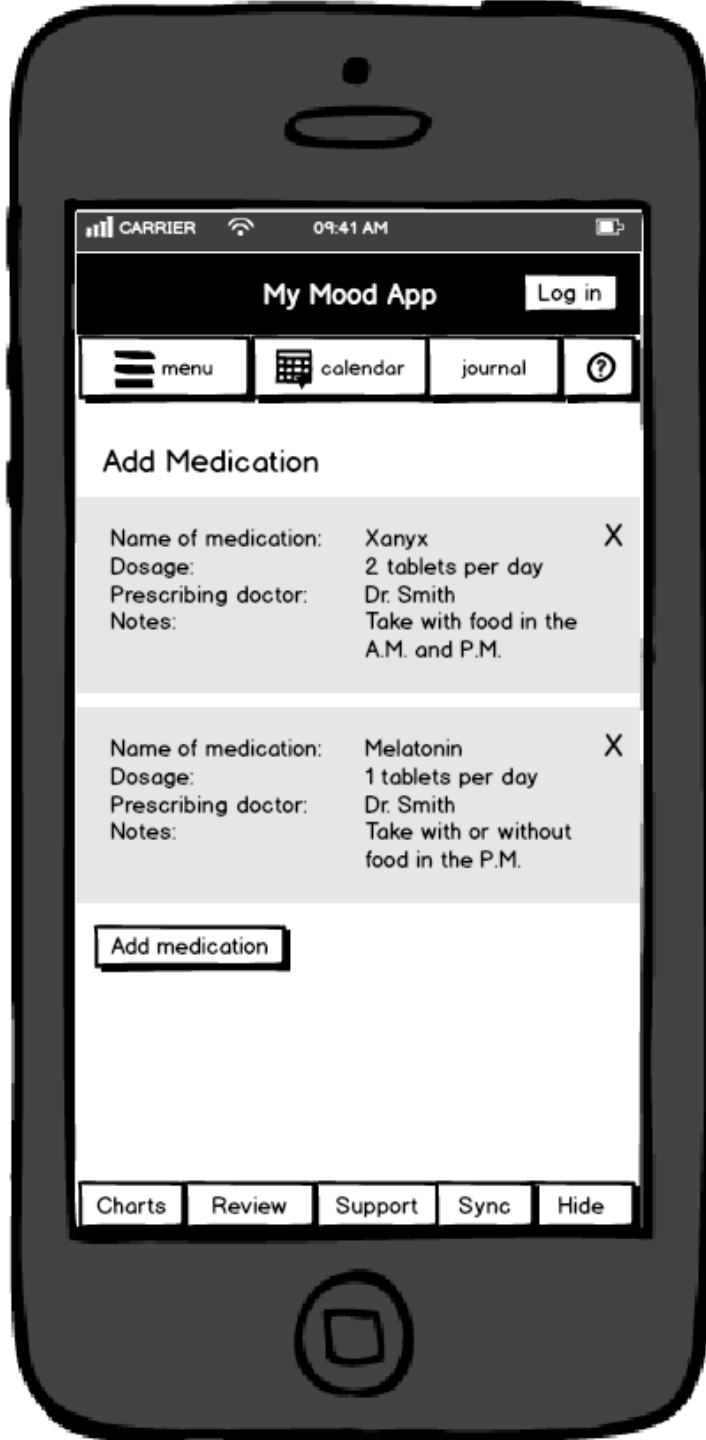 CARRIER 09:41 AM
My Mood App Log in
menu calendar journal ?
Add Medication
Name of medication: Xanyx X
Dosage: 2 tablets per day
Prescribing doctor: Dr. Smith
Notes: Take with food in the
A.M. and P.M.
Name of medication: Melatonin X
Dosage: 1 tablets per day
Prescribing doctor: Dr. Smith
Notes: Take with or without
food in the P.M.
Add medication
Charts Review Support Sync Hide